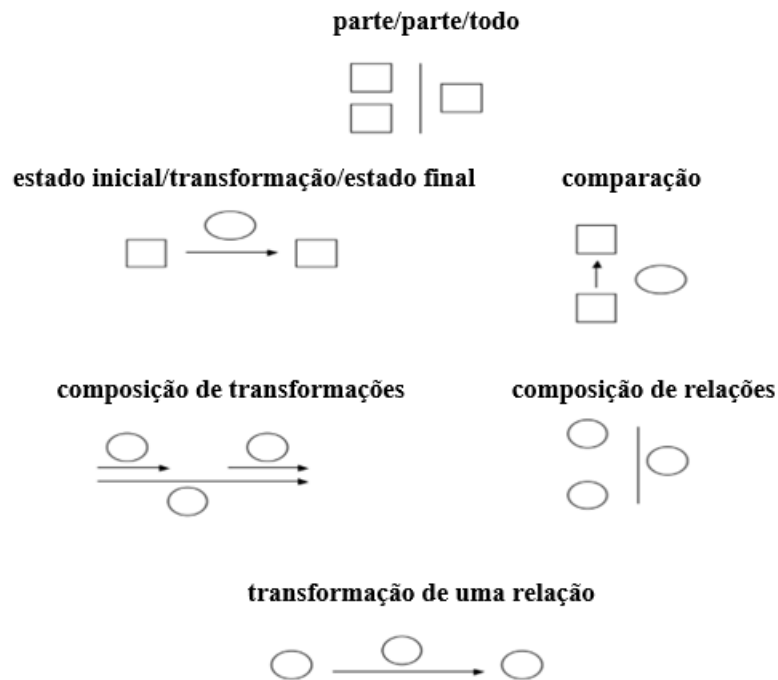 parte/parte/todo
estado inicial/transformação/estado final
comparação
composição de transformações
composição de relações
transformação de uma relação